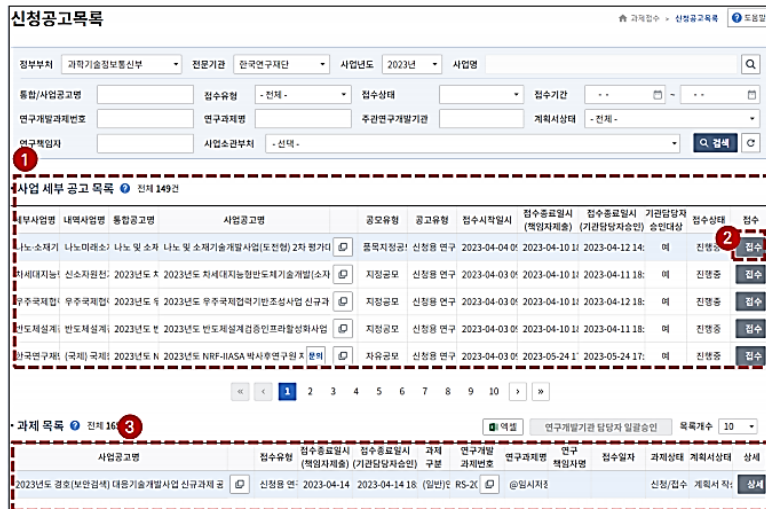 신청공고목록
과제접수 > 신청공고목록
도움말
정부부처 과학기술정보통신부 전문기관 한국연구재단 사업년도 2023년 사업명
통합/사업공고명 접수유형 -전체- 접수상태 접수기간 -- ~ --
연구개발과제번호 연구과제명 주관연구개발기관 계획서상태 -전체-
연구책임자 사업소관부처 -선택- 검색
1
사업 세부 공고 목록 전체 149건
내역사업명 통합공고명 사업공고명 공모유형 공고유형 접수시작일시 접수종료일시 (책임자제출) 접수종료일시 (기관담당자승인) 기관담당자 승인대상 접수상태 접수
2
나노·소재기 나노미래소 나노 및 소재 나노 및 소재기술개발사업(도전형) 2차 평가대 품목지정공 신청용 연구 2023-04-04 2023-04-10 2023-04-12 14: 예 진행중 접수
차세대지능 신소자원천 2023년도 차 2023년도 차세대지능형반도체기술개발(소자 지정공모 신청용 연구 2023-04-03 2023-04-10 2023-04-11 18: 예 진행중 접수
우주국제협 우주국제협 2023년도 우 2023년도 우주국제협력기반조성사업 신규과 지정공모 신청용 연구 2023-04-03 2023-04-10 2023-04-12 18: 예 진행중 접수
반도체설계 반도체설계 2023년도 반 2023년도 반도체설계검증인프라활성화사업 지정공모 신청용 연구 2023-04-03 2023-04-10 2023-04-11 18: 예 진행중 접수
한국연구재 (국제) 국제 2023년도 N 2023년도 NRF-IIASA 박사후연구원 지 문의 자유공모 신청용 연구 2023-04-03 2023-05-24 2023-05-24 17: 예 진행중 접수
« < 1 2 3 4 5 6 7 8 9 10 > »
과제 목록 전체 3 엑셀 연구개발기관 담당자 일괄승인 목록개수 10
사업공고명 접수유형 접수종료일시 (책임자제출) 접수종료일시 (기관담당자승인) 과제 구분 연구개발 과제번호 연구과제명 연구 책임자명 접수일자 과제상태 계획서상태 상세
2023년도 경호(보안검색) 대응기술개발사업 신규과제 공 신청용 연 2023-04-14 2023-04-14 18: (일반)연 RS-20 @임시저장 신청/접수 계획서 작 상세